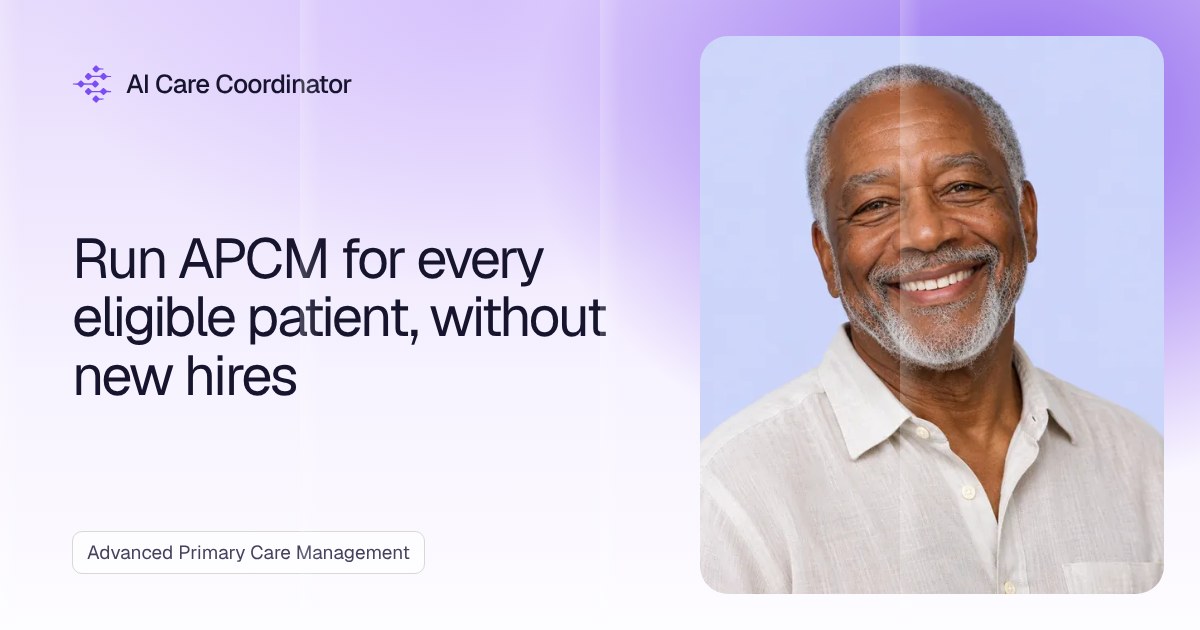 AI Care Coordinator
Run APCM for every
eligible patient, without
new hires
Advanced Primary Care Management